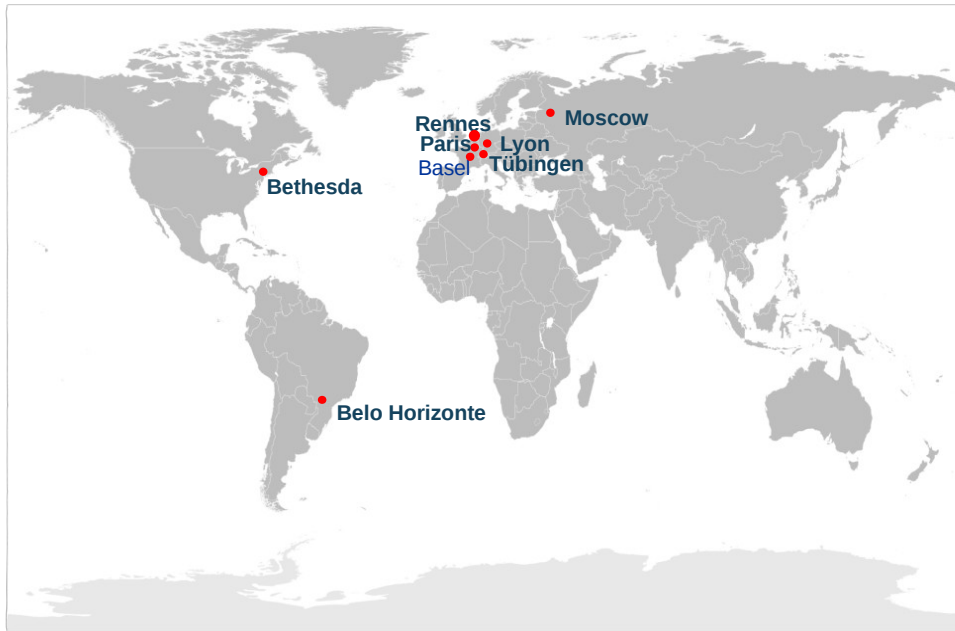 Moscow
Rennes
Paris
Lyon
Basel
Tübingen
Bethesda
Belo Horizonte